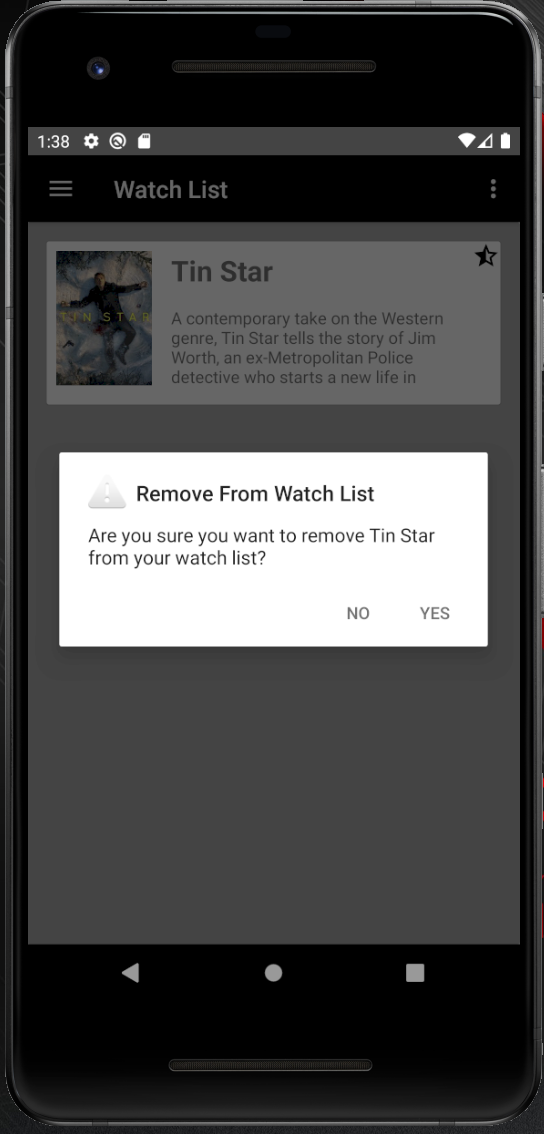 1:38
Watch List
Tin Star
TIN STAR
A contemporary take on the Western
genre, Tin Star tells the story of Jim
Worth, an ex-Metropolitan Police
detective who starts a new life in
Remove From Watch List
Are you sure you want to remove Tin Star
from your watch list?
NO YES